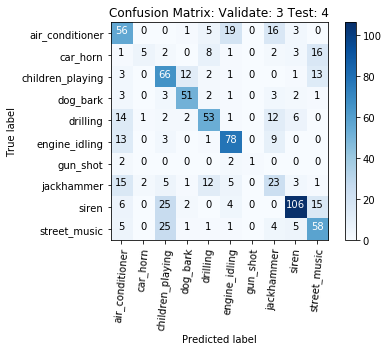 Confusion Matrix: Validate: 3 Test: 4
air_conditioner 56 0 0 1 5 19 0 16 3 0
car_horn 1 5 2 0 8 1 0 2 3 16
children_playing 3 0 66 12 2 1 0 0 1 13
dog_bark 4 0 2 51 2 1 0 3 2 1
drilling 14 1 2 2 53 1 0 12 6 0
engine_idling 13 0 3 0 1 78 0 9 0 0
gun_shot 2 0 0 0 0 2 1 0 0 0
jackhammer 15 2 5 1 12 5 0 23 3 1
siren 6 0 25 2 0 4 0 0 106 15
street_music 5 0 25 1 1 1 0 4 5 58
air_conditioner car_horn children_playing dog_bark drilling engine_idling gun_shot jackhammer siren street_music
True label
Predicted label
100
80
60
40
20
0